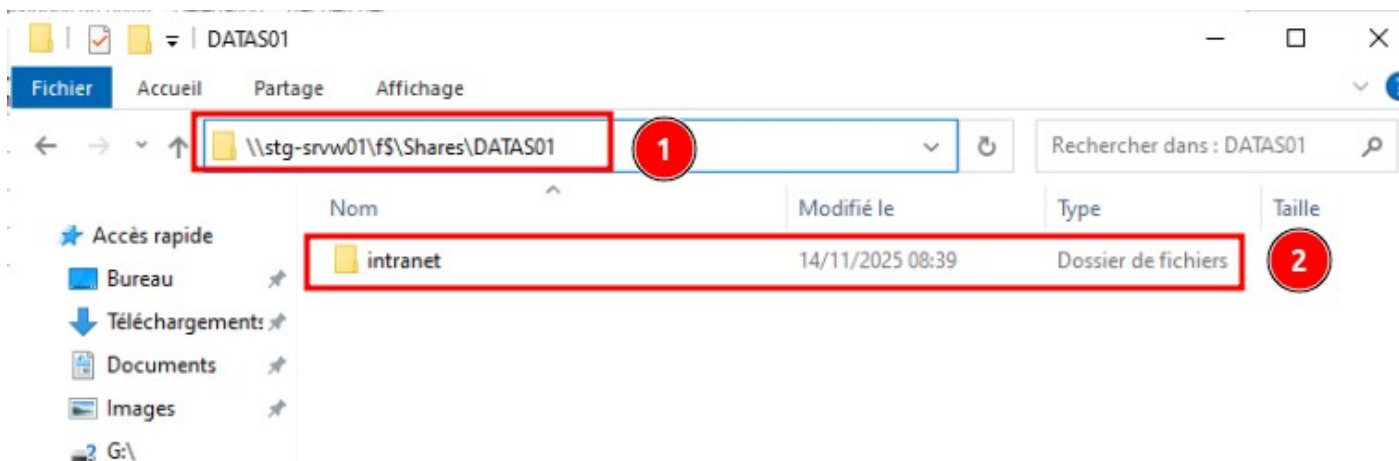 DATAS01
Fichier Accueil Partage Affichage
\\stg-srvw01\f$\Shares\DATAS01 1 Rechercher dans : DATAS01
Nom Modifié le Type Taille
Accès rapide
intranet 14/11/2025 08:39 Dossier de fichiers 2
Bureau
Téléchargements
Documents
Images
G:\